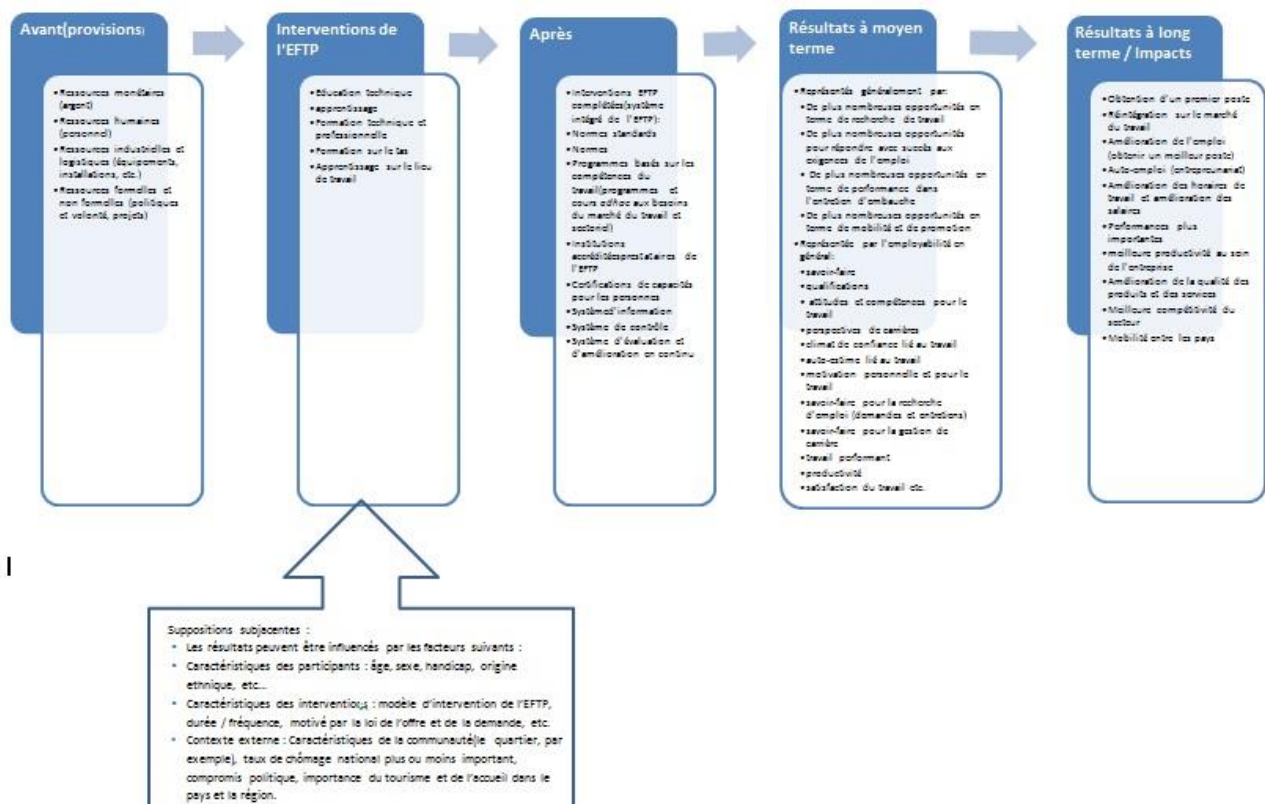 Avant(provisions)
• Ressources monétaires
(argent)
• Ressources humaines
(personnel)
• Ressources industrielles et
logistiques (équipements,
installations, etc.)
• Ressources formelles et
non formelles (politiques
et volonté, projets)
Interventions de
l'EFTP
• Education technique
• apprentissage
• Formation technique et
professionnelle
• Formation sur le tas
• Apprentissage sur le lieu
de travail
Après
• Interventions EFTP
complétées(système
intégré de l'EFTP):
• Normes standards
• Normes
• Programmes basés sur les
compétences du
travail(programmes et
cours adhoc aux besoins
du marché du travail et
sectoriel)
• Institutions
accréditéesprestataires de
l'EFTP
• Certifications de capacités
pour les personnes
• Systèmed'information
• Système de contrôle
• Système d'évaluation et
d'amélioration en continu
Résultats à moyen
terme
• Représentés généralement par:
• De plus nombreuses opportunités en
terme de recherche de travail
• De plus nombreuses opportunités
pour répondre avec succès aux
exigences de l'emploi
• De plus nombreuses opportunités en
terme de performance dans
l'entretien d'embauche
• De plus nombreuses opportunités en
terme de mobilité et de promotion
• Représentés par l'employabilité en
général:
• savoir-faire
• qualifications
• attitudes et compétences pour le
travail
• perspectives de carrières
• climat de confiance lié au travail
• auto-estime lié au travail
• motivation personnelle et pour le
travail
• savoir-faire pour la recherche
d'emploi (demandes et entretiens)
• savoir-faire pour la gestion de
carrière
• travail performant
• productivité
• satisfaction du travail etc.
Résultats à long
terme / Impacts
• Obtention d'un premier poste
• Réintégration sur le marché
du travail
• Amélioration de l'emploi
(obtenir un meilleur poste)
• Auto-emploi (entrepreunariat)
• Amélioration des horaires de
travail et amélioration des
salaires
• Performances plus
importantes
• meilleure productivité au sein
de l'entreprise
• Amélioration de la qualité des
produits et des services
• Meilleure compétitivité du
secteur
• Mobilité entre les pays
Suppositions subjacentes :
• Les résultats peuvent être influencés par les facteurs suivants :
• Caractéristiques des participants : âge, sexe, handicap, origine
ethnique, etc...
• Caractéristiques des interventions : modèle d'intervention de l'EFTP,
durée / fréquence, motivé par la loi de l'offre et de la demande, etc.
• Contexte externe : Caractéristiques de la communauté(le quartier, par
exemple), taux de chômage national plus ou moins important,
compromis politique, importance du tourisme et de l'accueil dans le
pays et la région.